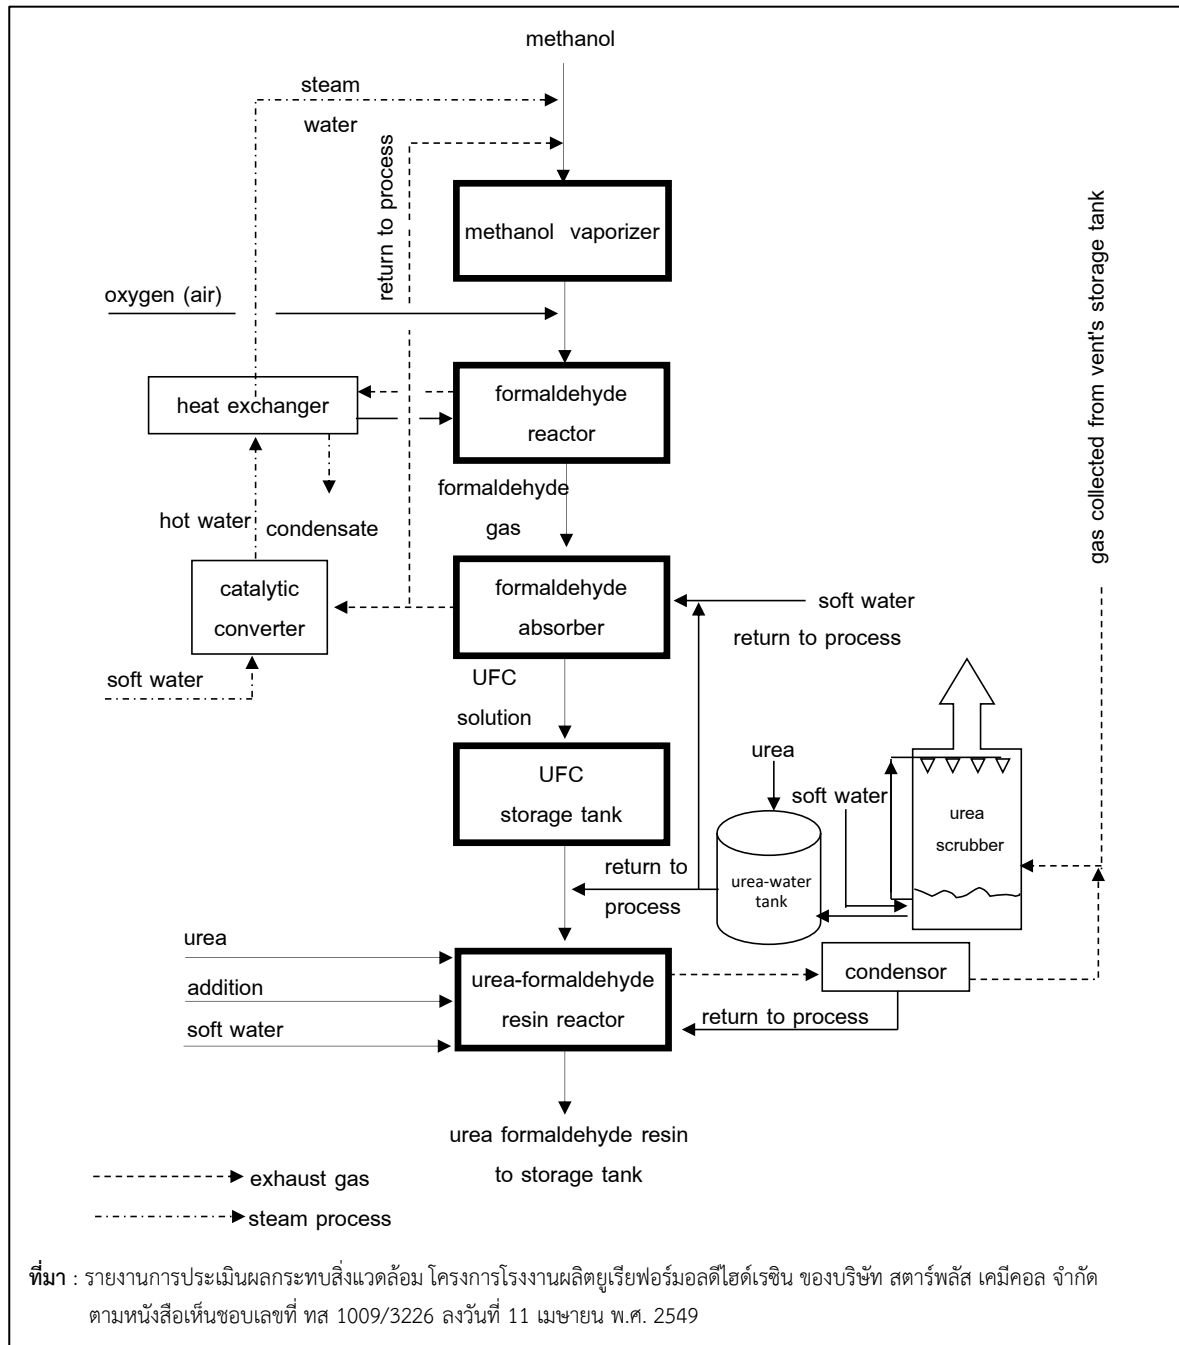 methanol
steam
water
return to process
methanol vaporizer
gas collected from vent's storage tank
oxygen (air)
heat exchanger
formaldehyde
reactor
formaldehyde
gas
hot water
condensate
catalytic
converter
formaldehyde
absorber
soft water
return to process
soft water
UFC
solution
UFC
storage tank
urea
soft water
urea
scrubber
return to
process
urea-water
tank
urea
addition
soft water
urea-formaldehyde
resin reactor
condensor
return to process
urea formaldehyde resin
to storage tank
exhaust gas
steam process
ที่มา : รายงานการประเมินผลกระทบสิ่งแวดล้อม โครงการโรงงานผลิตยูเรียฟอร์มอลดีไฮด์เรซิน ของบริษัท สตาร์พลัส เคมีคอล จำกัด
ตามหนังสือเห็นชอบเลขที่ ทส 1009/3226 ลงวันที่ 11 เมษายน พ.ศ. 2549